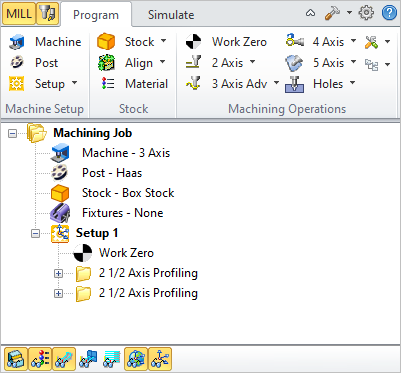 MILL Program Simulate
Machine Stock Work Zero 4 Axis
Post Align 2 Axis 5 Axis
Setup Material 3 Axis Adv Holes
Machine Setup Stock Machining Operations
Machining Job
Machine - 3 Axis
Post - Haas
Stock - Box Stock
Fixtures - None
Setup 1
Work Zero
2 1/2 Axis Profiling
2 1/2 Axis Profiling